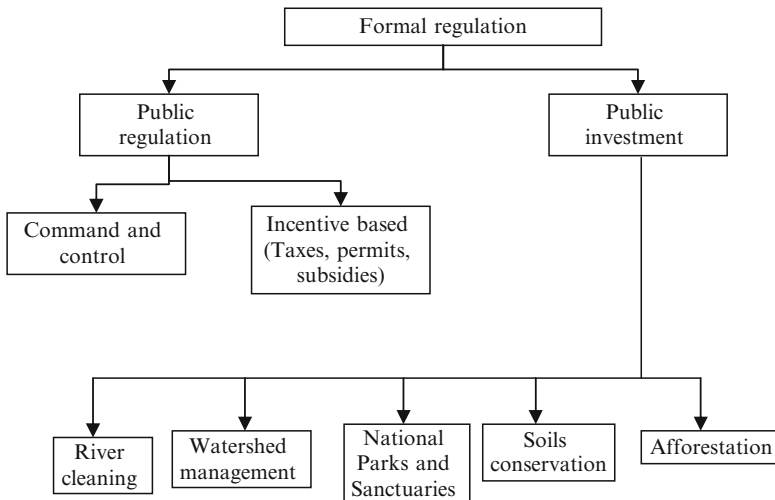 Formal regulation
Public
regulation
Public
investment
Command and
control
Incentive based
(Taxes, permits,
subsidies)
River
cleaning
Watershed
management
National
Parks and
Sanctuaries
Soils
conservation
Afforestation